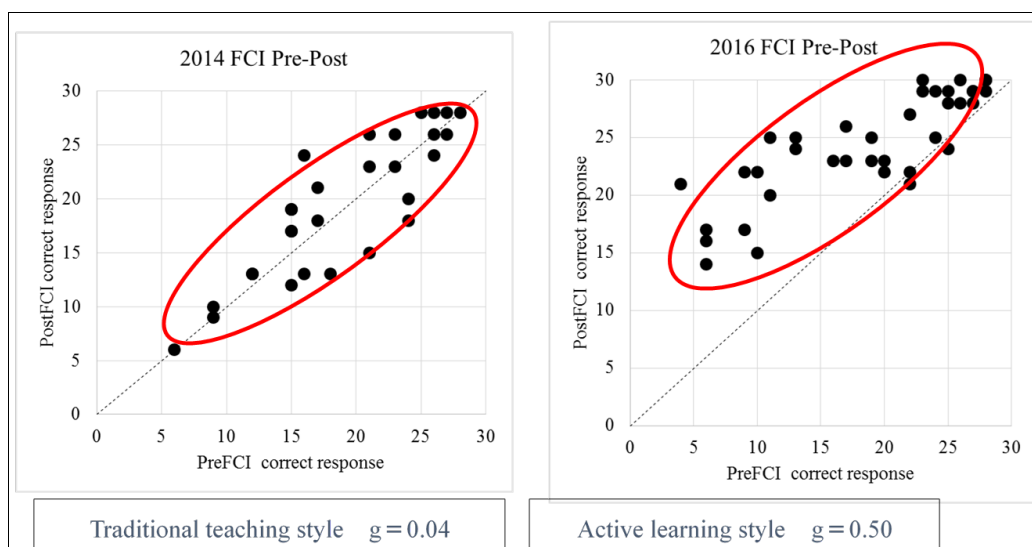 2014 FCI Pre-Post
PostFCI correct response
30
25
20
15
10
5
0
0 5 10 15 20 25 30
PreFCI correct response
Traditional teaching style g = 0.04
2016 FCI Pre-Post
PostFCI correct response
30
25
20
15
10
5
0
0 5 10 15 20 25 30
PreFCI correct response
Active learning style g = 0.50